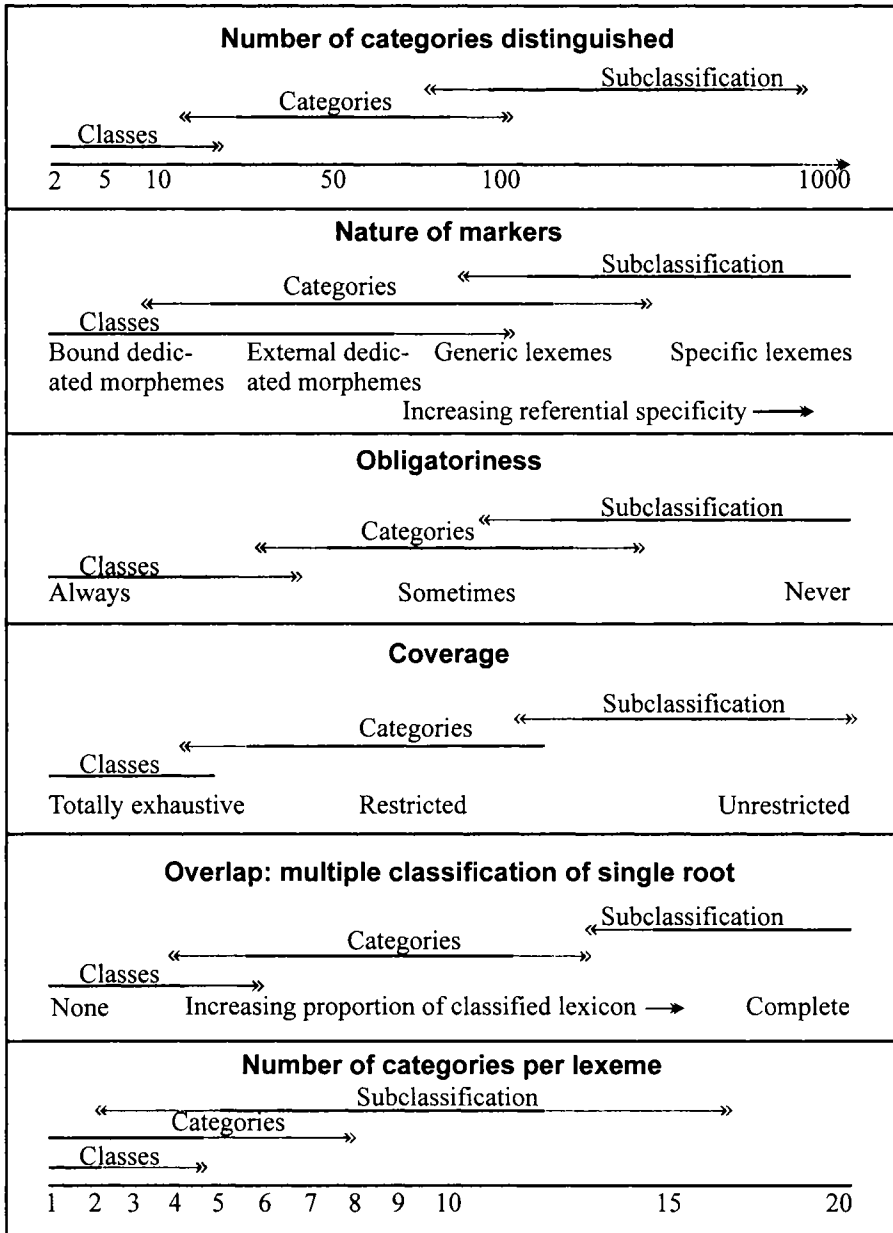 Number of categories distinguished
Subclassification
Categories
Classes
2 5 10 50 100 1000
Nature of markers
Subclassification
Categories
Classes
Bound dedic- External dedic- Generic lexemes Specific lexemes
ated morphemes ated morphemes
Increasing referential specificity
Obligatoriness
Subclassification
Categories
Classes
Always Sometimes Never
Coverage
Subclassification
Categories
Classes
Totally exhaustive Restricted Unrestricted
Overlap: multiple classification of single root
Subclassification
Categories
Classes
None Increasing proportion of classified lexicon Complete
Number of categories per lexeme
Subclassification
Categories
Classes
1 2 3 4 5 6 7 8 9 10 15 20